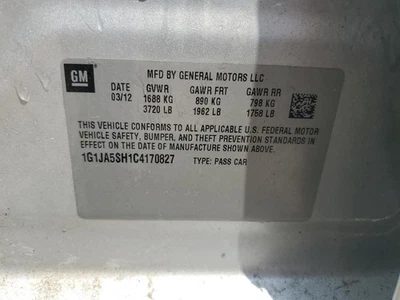 GM
MFD BY GENERAL MOTORS LLC
DATE GVWR GAWR FRT GAWR RR
03/12 1688 KG 890 KG 798 KG
3720 LB 1962 LB 1758 LB
THIS VEHICLE CONFORMS TO ALL APPLICABLE U.S. FEDERAL MOTOR
VEHICLE SAFETY, BUMPER, AND THEFT PREVENTION STANDARDS IN
EFFECT ON THE DATE OF MANUFACTURE SHOWN ABOVE.
1G1JA5SH1C4170827 TYPE: PASS CAR